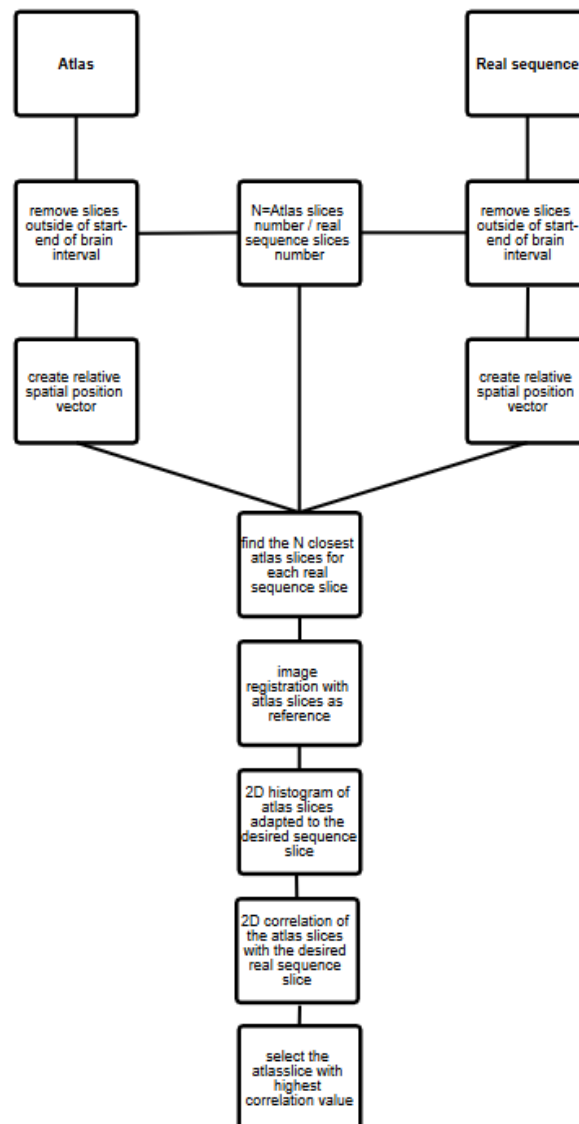 Atlas
Real sequence
remove slices
outside of start-
end of brain
interval
N=Atlas slices
number / real
sequence slices
number
remove slices
outside of start-
end of brain
interval
create relative
spatial position
vector
create relative
spatial position
vector
find the N closest
atlas slices for
each real
sequence slice
image
registration with
atlas slices as
reference
2D histogram of
atlas slices
adapted to the
desired sequence
slice
2D correlation of
the atlas slices
with the desired
real sequence
slice
select the
atlasslice with
highest
correlation value